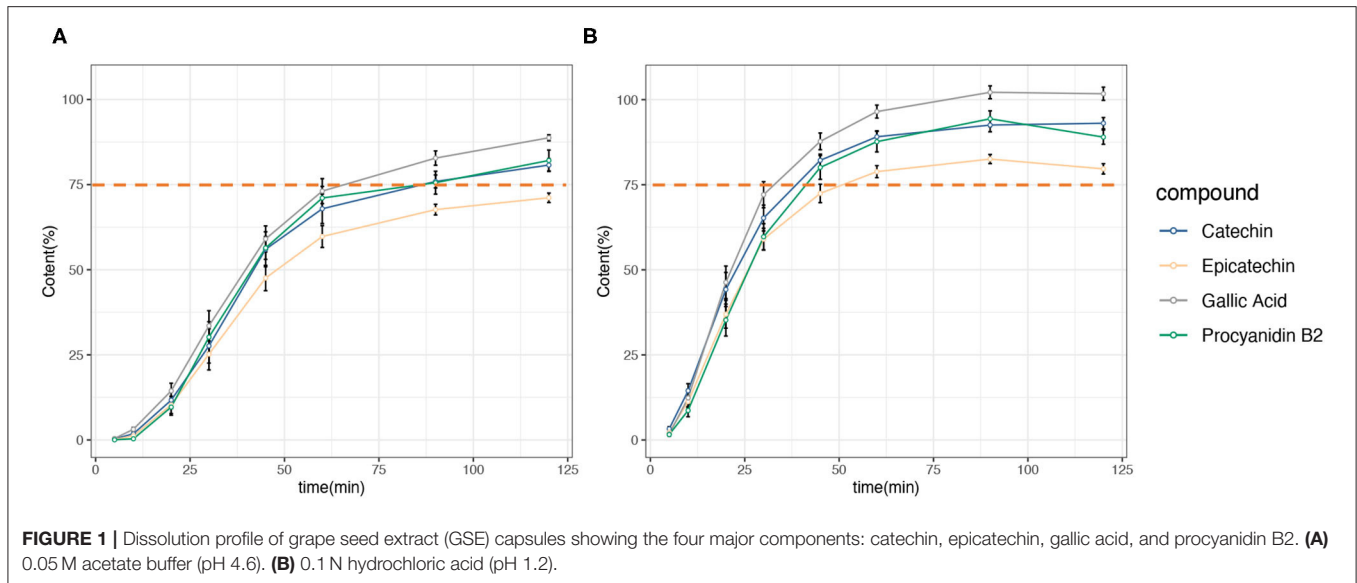 A
B
100
75
50
25
0
Cotent(%)
0
25
50
75
100
125
time(min)
100
75
50
25
0
Cotent(%)
0
25
50
75
100
125
time(min)
compound
Catechin
Epicatechin
Gallic Acid
Procyanidin B2
FIGURE 1 | Dissolution profile of grape seed extract (GSE) capsules showing the four major components: catechin, epicatechin, gallic acid, and procyanidin B2. (A)
0.05 M acetate buffer (pH 4.6). (B) 0.1 N hydrochloric acid (pH 1.2).